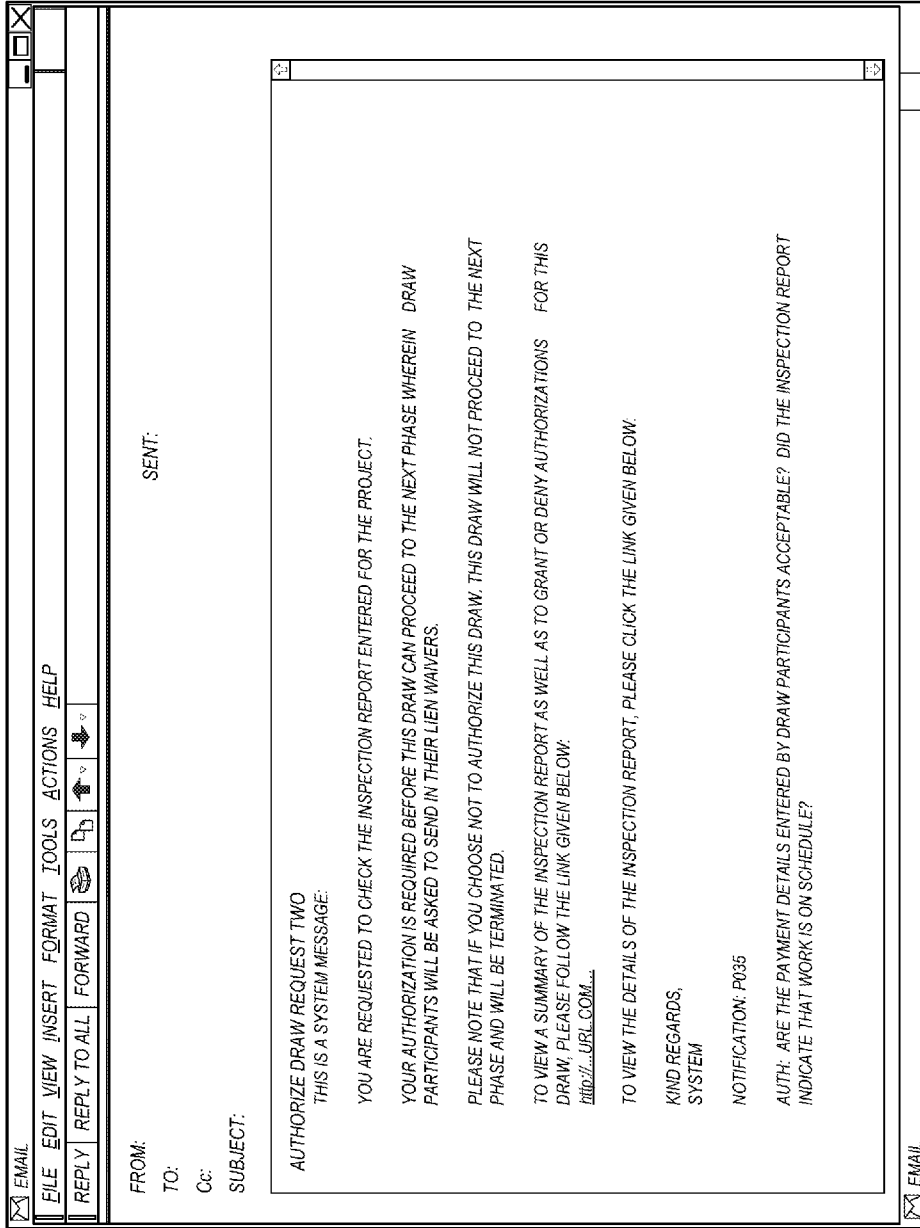 EMAIL
FILE EDIT VIEW INSERT FORMAT TOOLS ACTIONS HELP
REPLY REPLY TO ALL FORWARD
FROM:
SENT:
TO:
Cc:
SUBJECT:
AUTHORIZE DRAW REQUEST TWO
THIS IS A SYSTEM MESSAGE:
YOU ARE REQUESTED TO CHECK THE INSPECTION REPORT ENTERED FOR THE PROJECT.
YOUR AUTHORIZATION IS REQUIRED BEFORE THIS DRAW CAN PROCEED TO THE NEXT PHASE WHEREIN DRAW
PARTICIPANTS WILL BE ASKED TO SEND IN THEIR LIEN WAIVERS.
PLEASE NOTE THAT IF YOU CHOOSE NOT TO AUTHORIZE THIS DRAW, THIS DRAW WILL NOT PROCEED TO THE NEXT
PHASE AND WILL BE TERMINATED.
TO VIEW A SUMMARY OF THE INSPECTION REPORT AS WELL AS TO GRANT OR DENY AUTHORIZATIONS FOR THIS
DRAW, PLEASE FOLLOW THE LINK GIVEN BELOW:
http://...URL.COM...
TO VIEW THE DETAILS OF THE INSPECTION REPORT, PLEASE CLICK THE LINK GIVEN BELOW:
KIND REGARDS,
SYSTEM
NOTIFICATION: P035
AUTH: ARE THE PAYMENT DETAILS ENTERED BY DRAW PARTICIPANTS ACCEPTABLE? DID THE INSPECTION REPORT
INDICATE THAT WORK IS ON SCHEDULE?
EMAIL